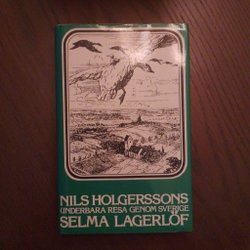 NILS HOLGERSSONS
UNDERBARA RESA GENOM SVERIGE
SELMA LAGERLÖF